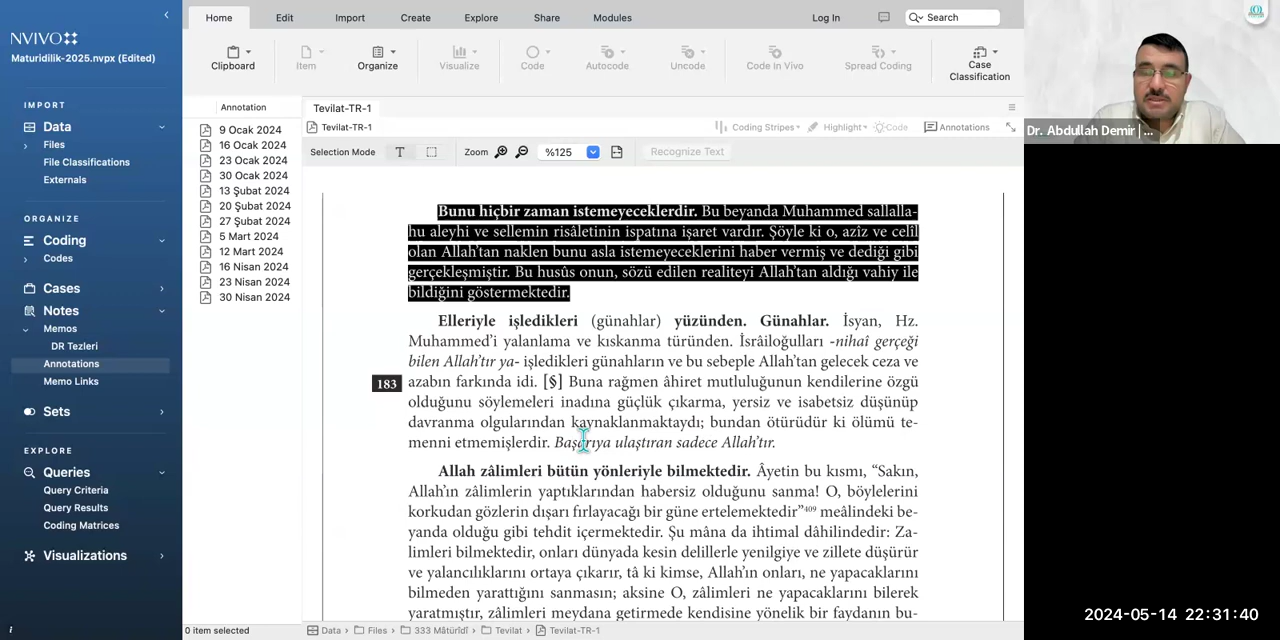 NVIVO
Maturidilik-2025.nvpx (Edited)
IMPORT
Data
Files
File Classifications
Externals
ORGANIZE
Coding
Codes
Cases
Notes
Memos
DR Tezleri
Annotations
Memo Links
Sets
EXPLORE
Queries
Query Criteria
Query Results
Coding Matrices
Visualizations
Home Edit Import Create Explore Share Modules Log In Search
Clipboard Item Organize Visualize Code Autocode Uncode Code In Vivo Spread Coding Case Classification
Annotation
9 Ocak 2024
16 Ocak 2024
23 Ocak 2024
30 Ocak 2024
13 Şubat 2024
20 Şubat 2024
27 Şubat 2024
5 Mart 2024
12 Mart 2024
16 Nisan 2024
23 Nisan 2024
30 Nisan 2024
0 item selected
Tevilat-TR-1
Tevilat-TR-1 Coding Stripes Highlight Code Annotations
Selection Mode T Zoom %125 Recognize Text
Bunu hiçbir zaman istemeyeceklerdir. Bu beyanda Muhammed sallalla-
hu aleyhi ve sellemin risâletinin ispatına işaret vardır. Şöyle ki o, azîz ve celîl
olan Allah’tan naklen bunu asla istemeyeceklerini haber vermiş ve dediği gibi
gerçekleşmiştir. Bu husûs onun, sözü edilen realiteyi Allah’tan aldığı vahiy ile
bildiğini göstermektedir.
Elleriyle işledikleri (günahlar) yüzünden. Günahlar. İsyan, Hz.
Muhammed’i yalanlama ve kıskanma türünden. İsrâiloğulları -nihaî gerçeği
bilen Allah’tır ya- işledikleri günahların ve bu sebeple Allah’tan gelecek ceza ve
183 azabın farkında idi. [§] Buna rağmen âhiret mutluluğunun kendilerine özgü
olduğunu söylemeleri inadına güçlük çıkarma, yersiz ve isabetsiz düşünüp
davranma olgularından kaynaklanmaktaydı; bundan ötürüdür ki ölümü te-
menni etmemişlerdir. Başarıya ulaştıran sadece Allah’tır.
Allah zâlimleri bütün yönleriyle bilmektedir. Âyetin bu kısmı, “Sakın,
Allah’ın zâlimlerin yaptıklarından habersiz olduğunu sanma! O, böylelerini
korkudan gözlerin dışarı fırlayacağı bir güne ertelemektedir”⁴⁰⁹ meâlindeki be-
yanda olduğu gibi tehdit içermektedir. Şu mâna da ihtimal dâhilindedir: Za-
limleri bilmektedir, onları dünyada kesin delillerle yenilgiye ve zillete düşürür
ve yalancılıklarını ortaya çıkarır, tâ ki kimse, Allah’ın onları, ne yapacaklarını
bilmeden yarattığını sanmasın; aksine O, zâlimleri ne yapacaklarını bilerek
yaratmıştır, zâlimleri meydana getirmede kendisine yönelik bir faydanın bu-
Data Files 333 Mâtürîdî Tevilat Tevilat-TR-1
Dr. Abdullah Demir | ...
2024-05-14 22:31:40